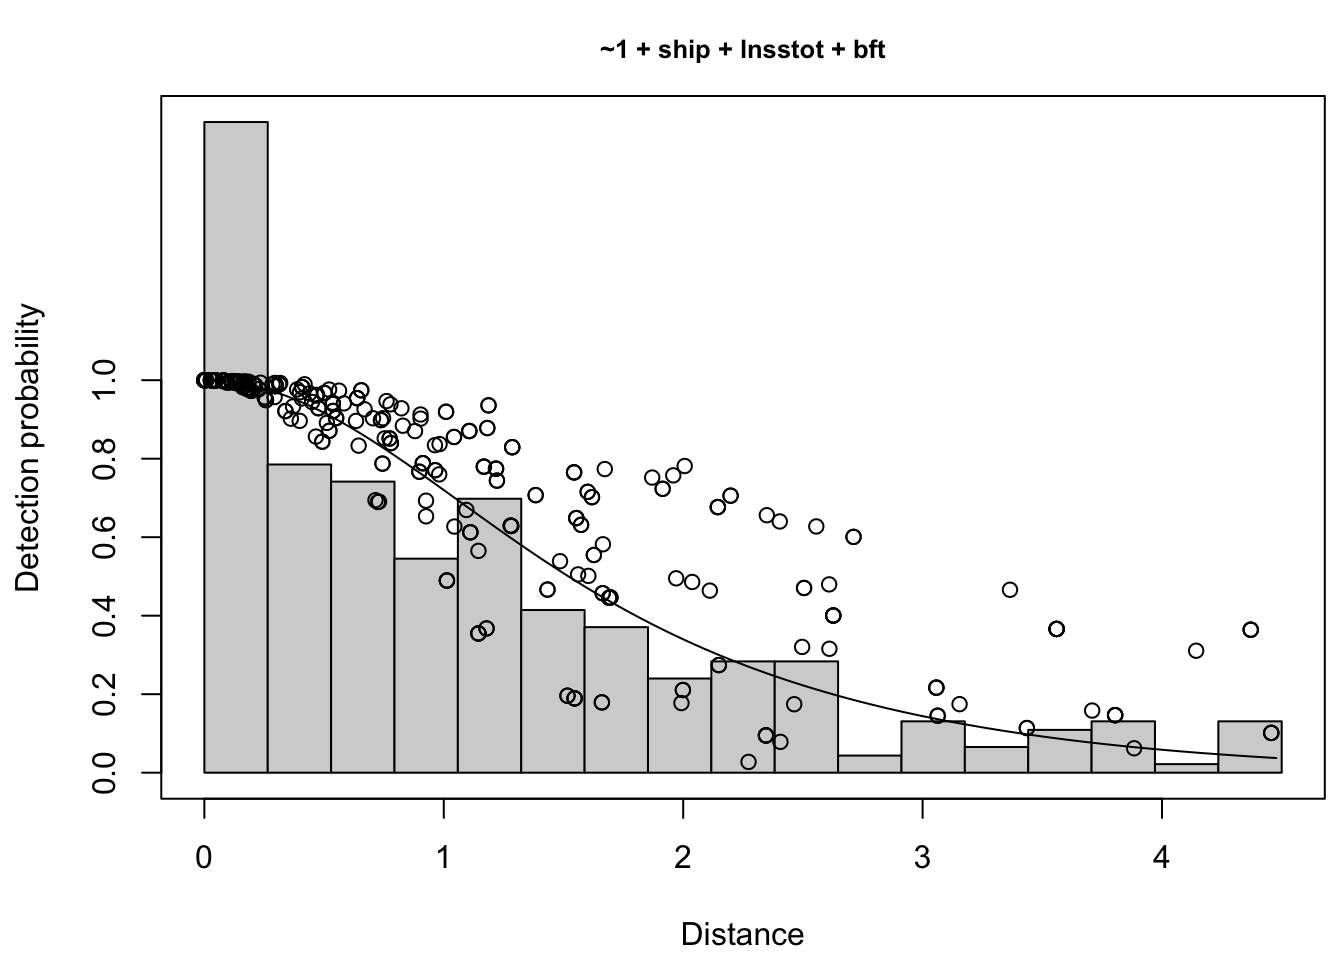 ~1 + ship + lnsstot + bft
Detection probability
1.0
0.8
0.6
0.4
0.2
0.0
0 1 2 3 4
Distance